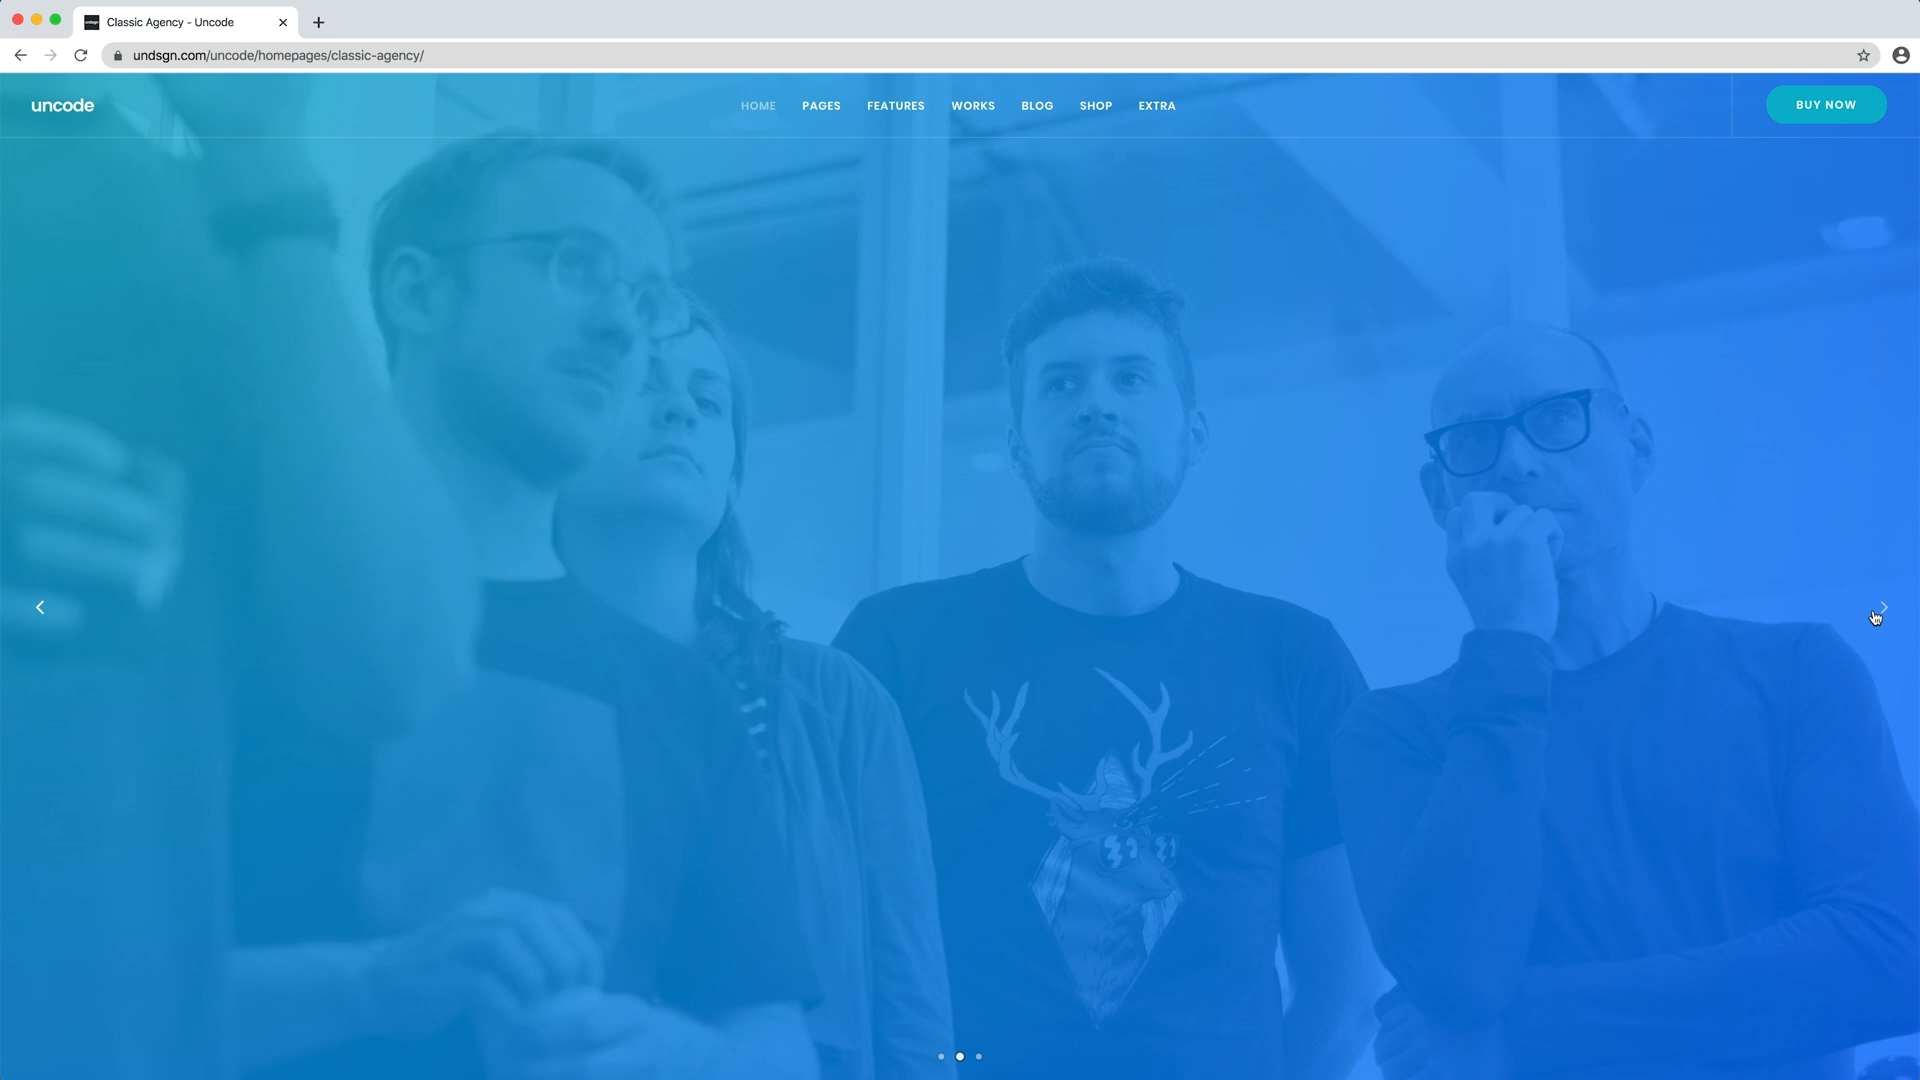 Classic Agency - Uncode
undsgn.com/uncode/homepages/classic-agency/
uncode
HOME PAGES FEATURES WORKS BLOG SHOP EXTRA
BUY NOW